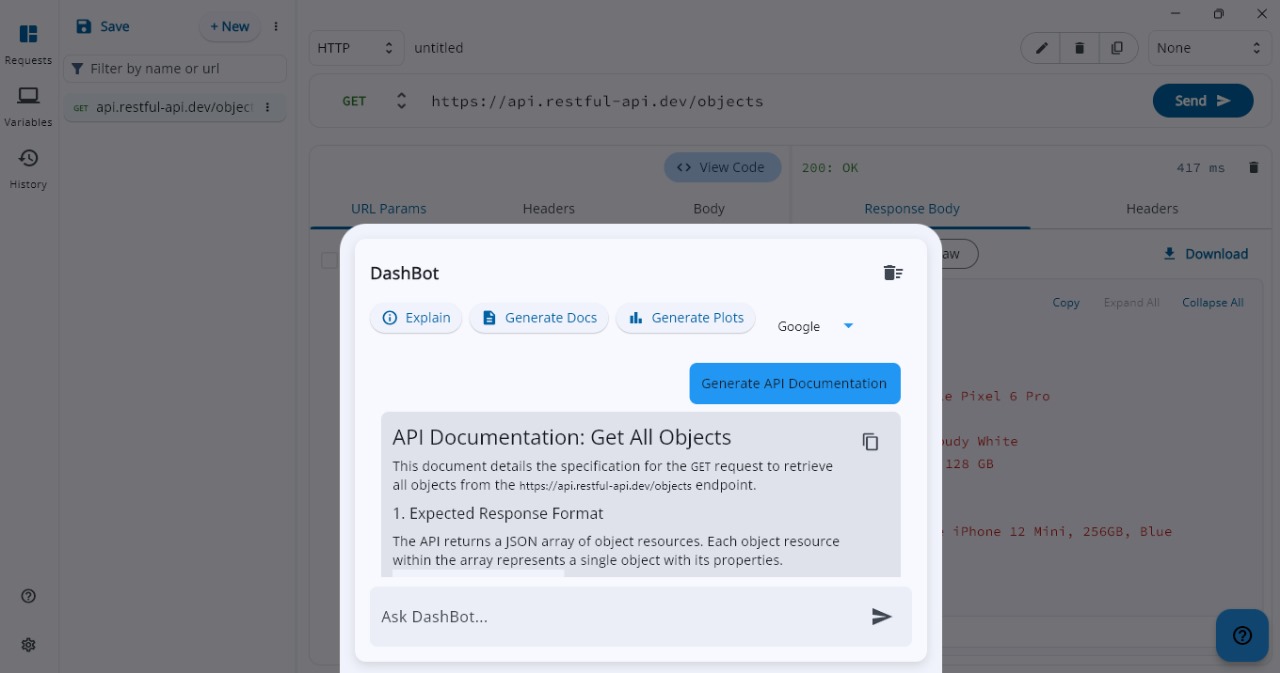 Save
+ New
Requests
Filter by name or url
GET api.restful-api.dev/objec
Variables
History
HTTP
untitled
None
GET
https://api.restful-api.dev/objects
Send
View Code
200: OK
417 ms
URL Params
Headers
Body
Response Body
Headers
Download
Copy
Expand All
Collapse All
Pixel 6 Pro
White
128 GB
iPhone 12 Mini, 256GB, Blue
DashBot
Explain
Generate Docs
Generate Plots
Google
Generate API Documentation
API Documentation: Get All Objects
This document details the specification for the GET request to retrieve
all objects from the https://api.restful-api.dev/objects endpoint.
1. Expected Response Format
The API returns a JSON array of object resources. Each object resource
within the array represents a single object with its properties.
Ask DashBot...